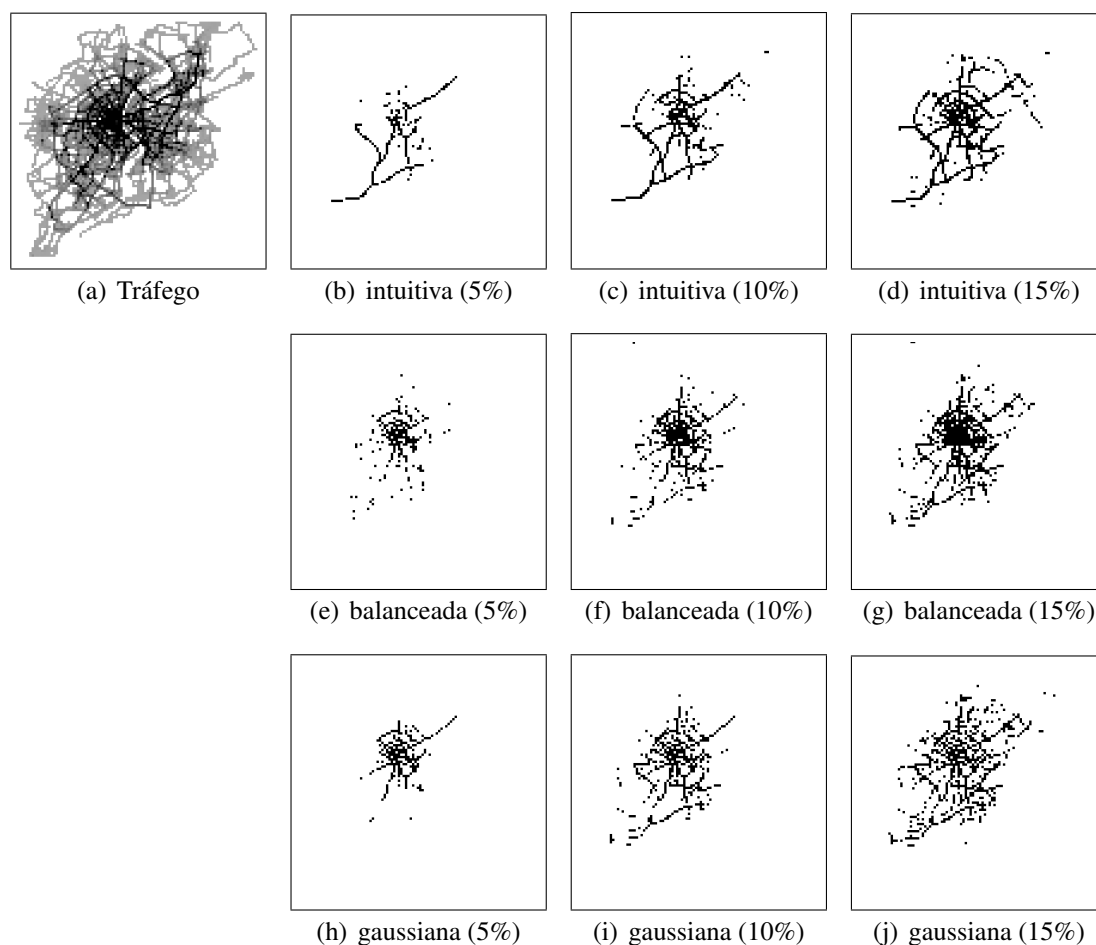 (a) Tráfego
(b) intuitiva (5%)
(c) intuitiva (10%)
(d) intuitiva (15%)
(e) balanceada (5%)
(f) balanceada (10%)
(g) balanceada (15%)
(h) gaussiana (5%)
(i) gaussiana (10%)
(j) gaussiana (15%)